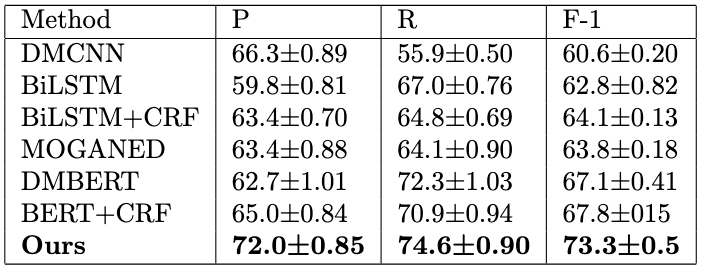 Method P R F-1
DMCNN 66.3±0.89 55.9±0.50 60.6±0.20
BiLSTM 59.8±0.81 67.0±0.76 62.8±0.82
BiLSTM+CRF 63.4±0.70 64.8±0.69 64.1±0.13
MOGANED 63.4±0.88 64.1±0.90 63.8±0.18
DMBERT 62.7±1.01 72.3±1.03 67.1±0.41
BERT+CRF 65.0±0.84 70.9±0.94 67.8±015
Ours 72.0±0.85 74.6±0.90 73.3±0.5